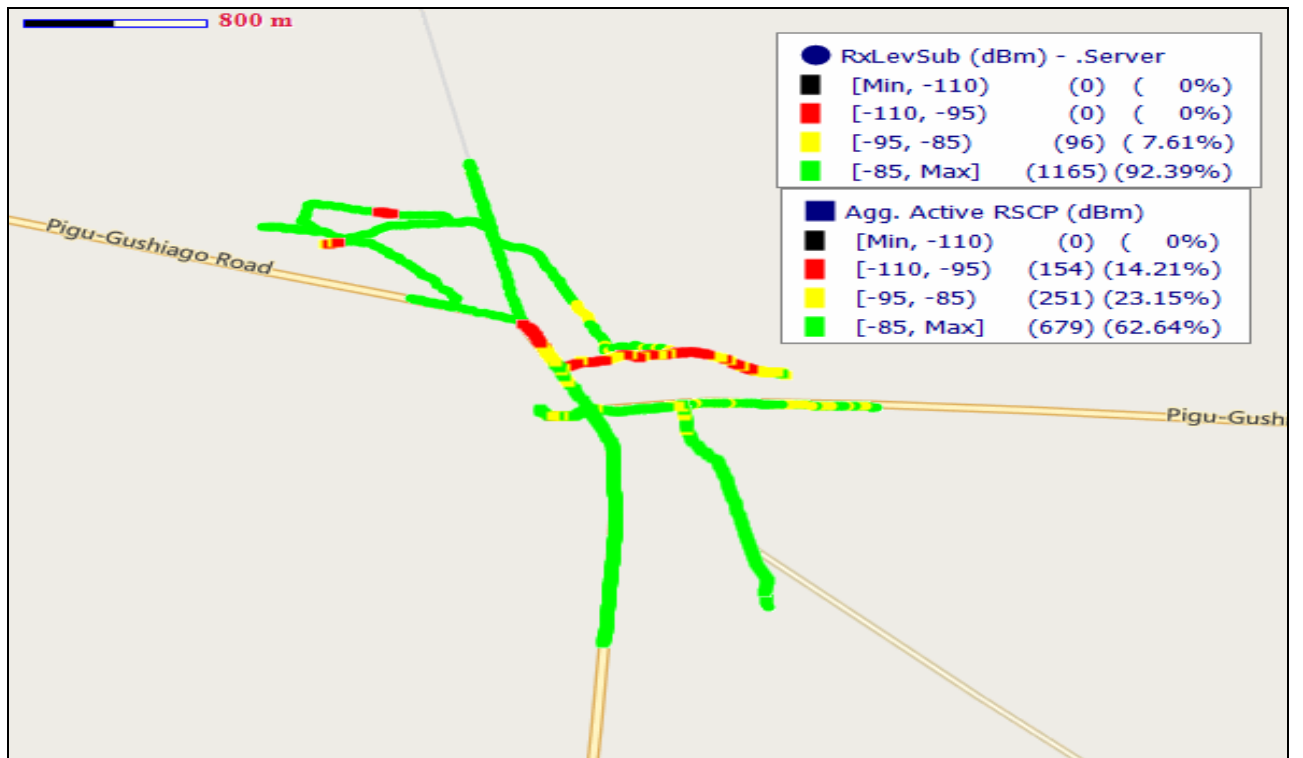 800 m
RxLevSub (dBm) - .Server
[Min, -110) (0) ( 0%)
[-110, -95) (0) ( 0%)
[-95, -85) (96) ( 7.61%)
[-85, Max] (1165) (92.39%)
Agg. Active RSCP (dBm)
[Min, -110) (0) ( 0%)
[-110, -95) (154) (14.21%)
[-95, -85) (251) (23.15%)
[-85, Max] (679) (62.64%)
Pigu-Gushiago Road
Pigu-Gushi